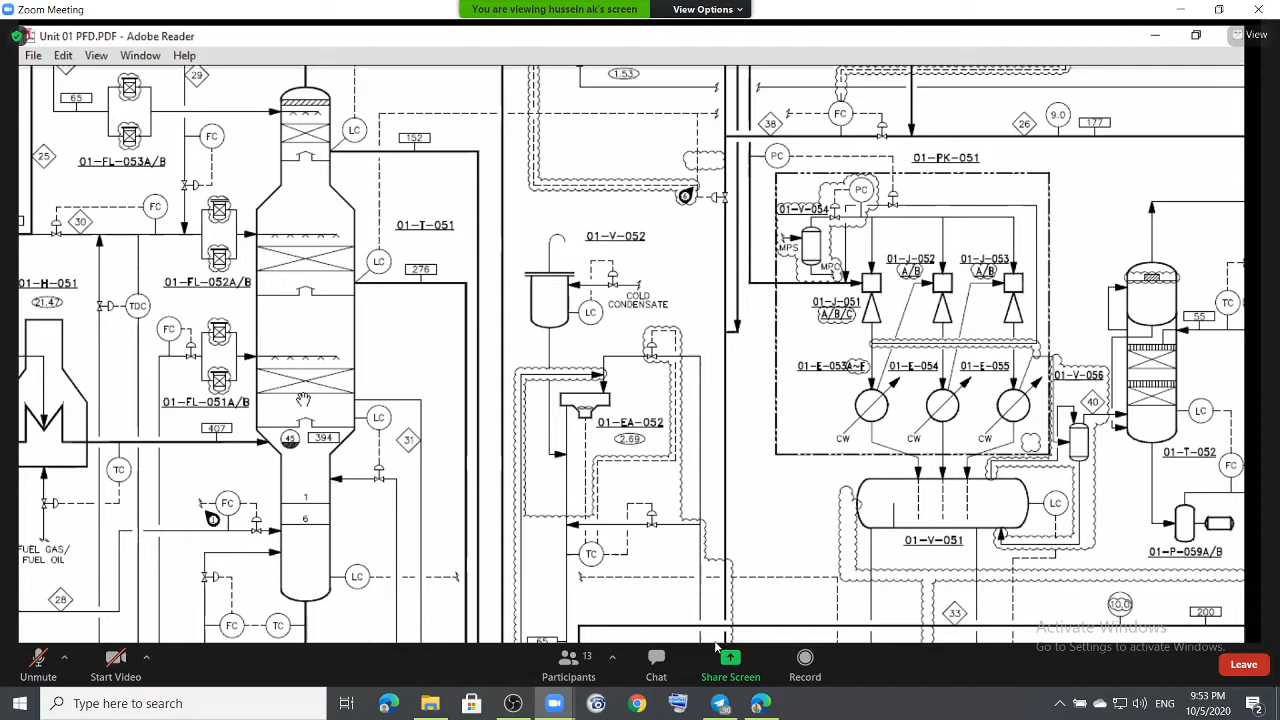 Zoom Meeting
You are viewing hussein ak's screen
View Options
Unit 01 PFD.PDF - Adobe Reader
View
File Edit View Window Help
29
65
1.53
FC
LC
38
FC
26
9.0
177
FC
152
01-FL-053A/B
25
PC
01-PK-051
PC
FC
30
01-T-051
01-V-054
01-V-052
MPS
LC
MPC
01-J-052
A/B
01-J-053
A/B
276
01-H-051
21.47
01-FL-052A/B
COLD
CONDENSATE
LC
01-J-051
A/B/C
TDC
TC
55
FC
01-E-053A~F
01-E-054
01-E-055
01-V-056
01-FL-051A/B
407
40
LC
01-EA-052
2.69
LC
45
394
31
CW
CW
CW
01-T-052
TC
FC
1
6
FC
LC
01-V-051
01-P-059A/B
FUEL GAS/
FUEL OIL
TC
LC
28
33
10.0
200
FC
TC
65
Activate Windows
Go to Settings to activate Windows.
Unmute
Start Video
13
Participants
Chat
Share Screen
Record
Leave
Type here to search
9:53 PM
10/5/2020
2